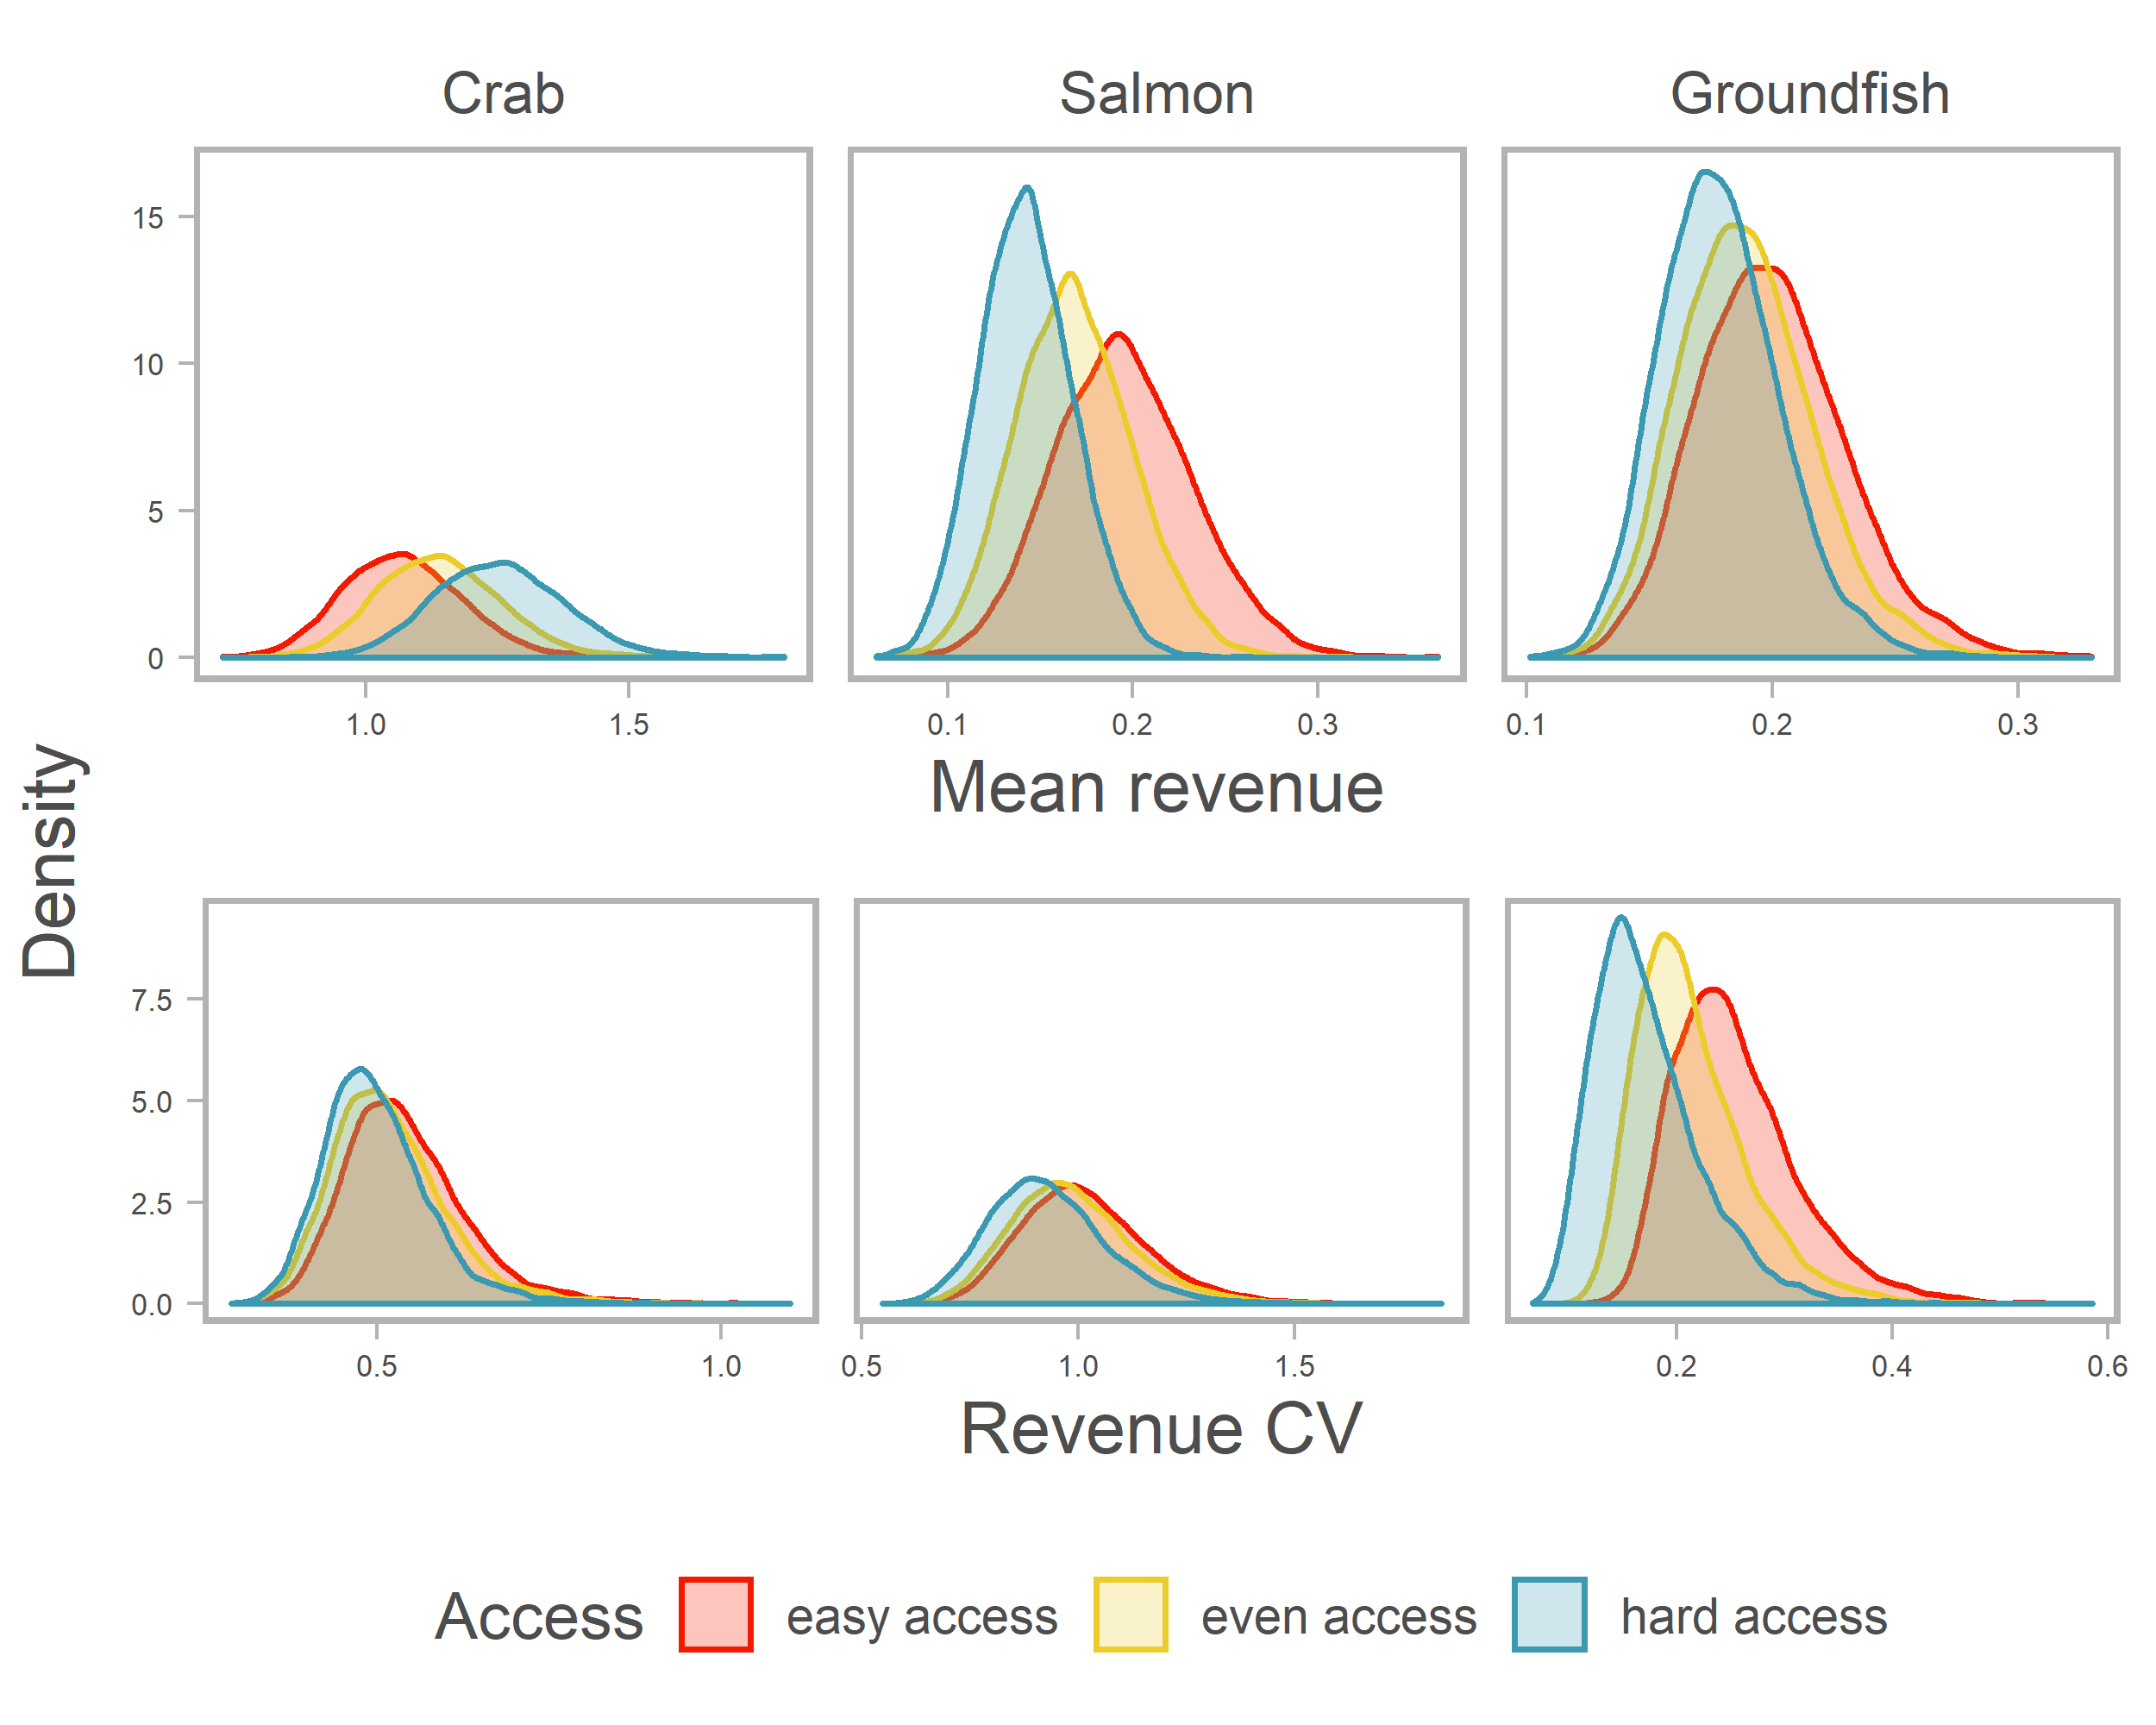 Crab Salmon Groundfish
15
10
5
0
1.0 1.5 0.1 0.2 0.3 0.1 0.2 0.3
Mean revenue
Density
7.5
5.0
2.5
0.0
0.5 1.0 0.5 1.0 1.5 0.2 0.4 0.6
Revenue CV
Access easy access even access hard access